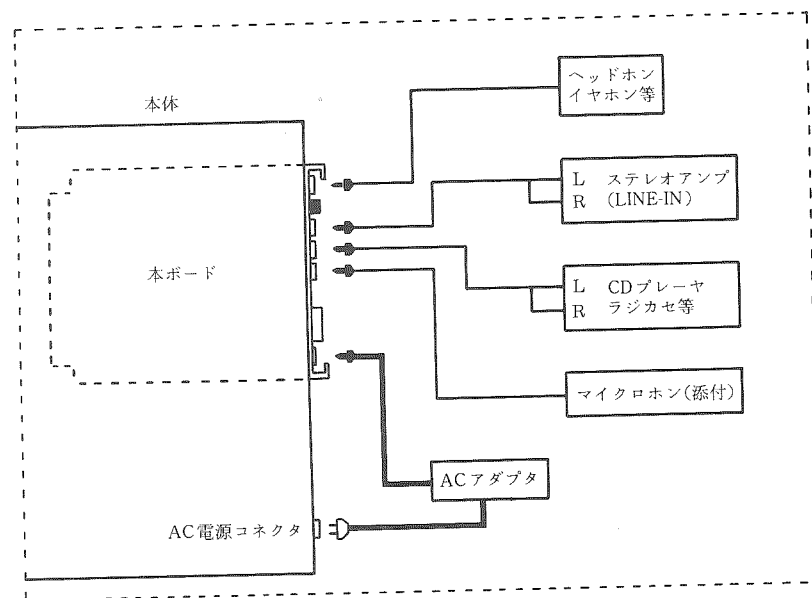 ヘッドホン
イヤホン等
本体
L ステレオアンプ
R (LINE-IN)
本ボード
L CDプレーヤ
R ラジカセ等
マイクロホン(添付)
ACアダプタ
AC電源コネクタ